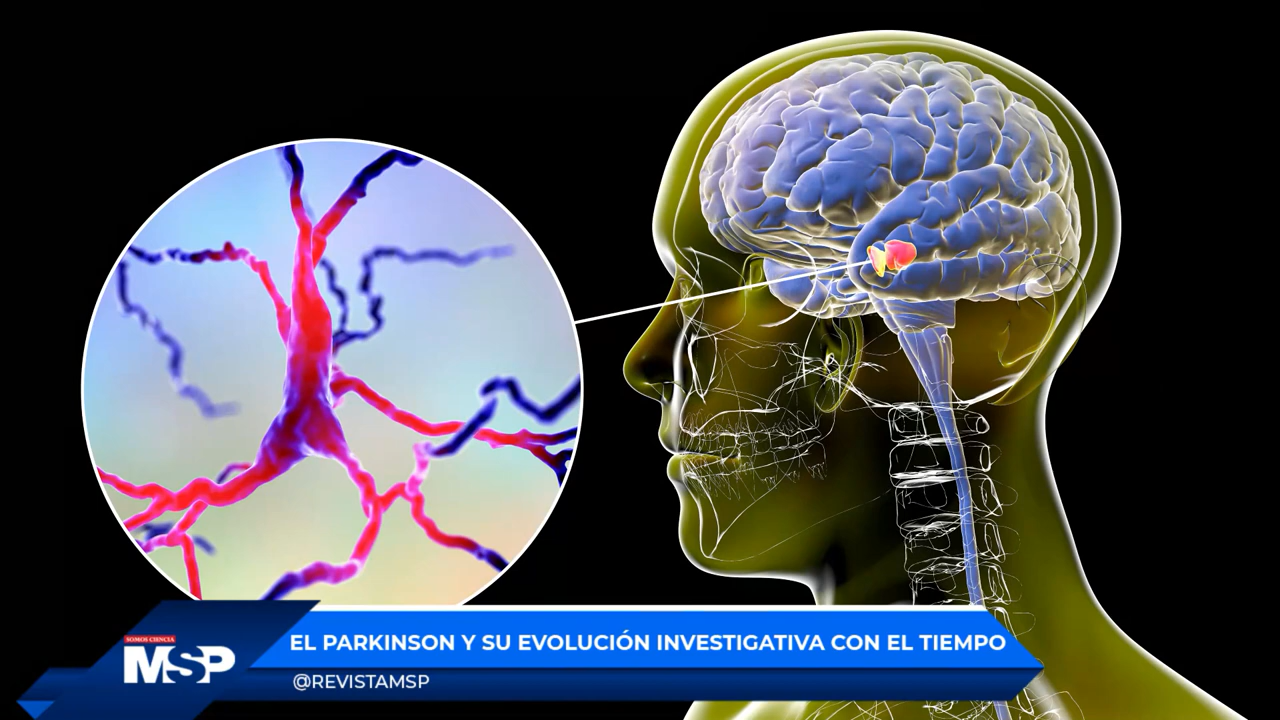 EL PARKINSON Y SU EVOLUCIÓN INVESTIGATIVA CON EL TIEMPO
SOMOS CIENCIA
MSP
@REVISTAMSP